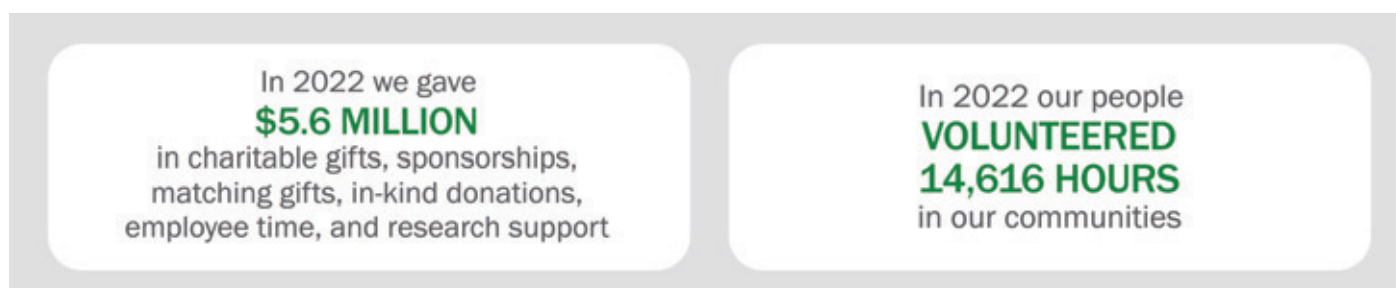 In 2022 we gave
$5.6 MILLION
in charitable gifts, sponsorships,
matching gifts, in-kind donations,
employee time, and research support
In 2022 our people
VOLUNTEERED
14,616 HOURS
in our communities